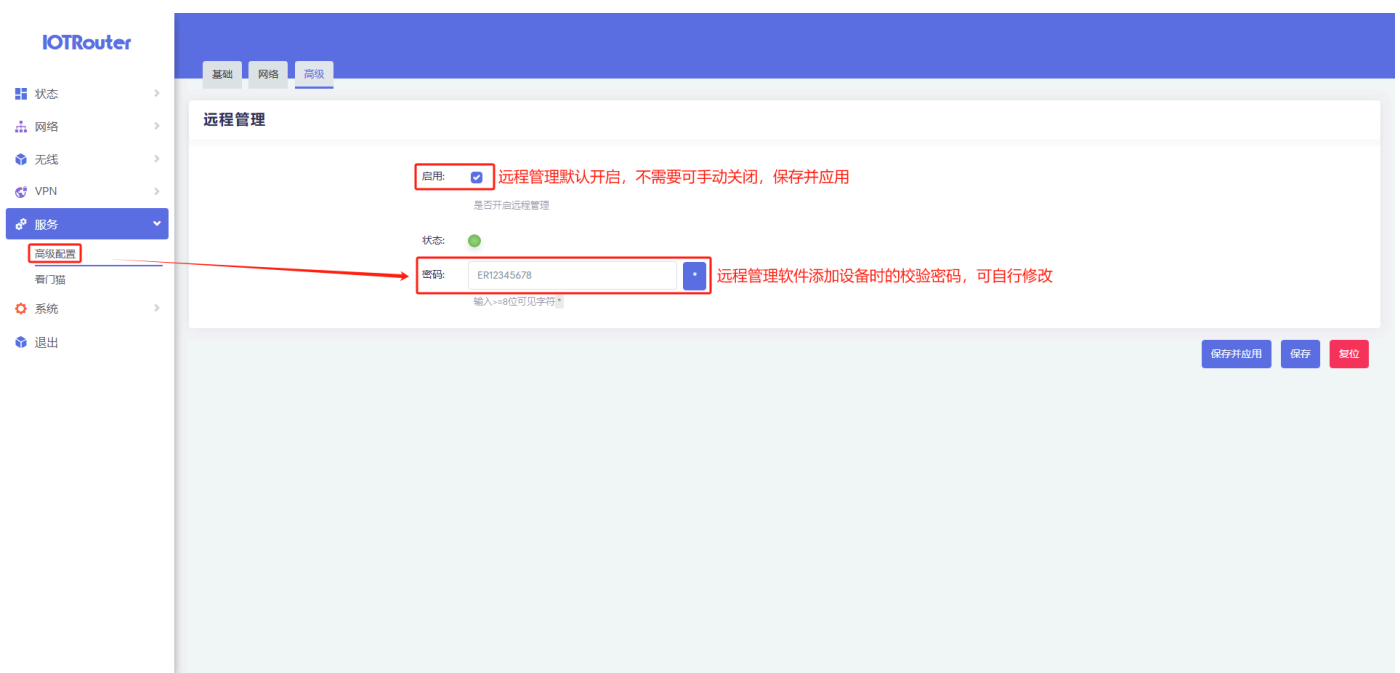 IOTRouter
基础
网络
高级
状态
网络
无线
VPN
服务
高级配置
看门猫
系统
退出
远程管理
启用:
远程管理默认开启，不需要可手动关闭，保存并应用
是否开启远程管理
状态:
密码:
ER12345678
*
远程管理软件添加设备时的校验密码，可自行修改
输入>=8位可见字符*
保存并应用
保存
复位